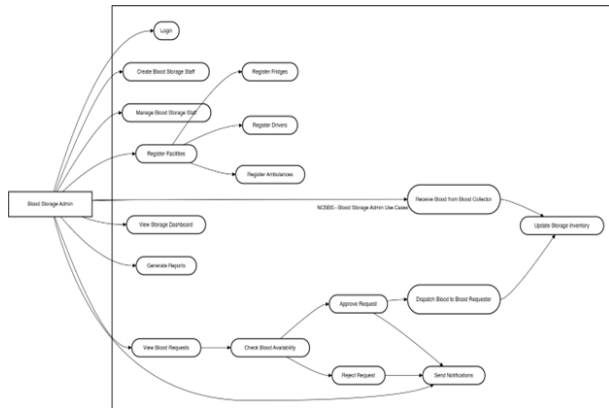 Login
Create Blood Storage Staff
Register Fridges
Manage Blood Storage Staff
Register Drivers
Register Facilities
Register Ambulances
Blood Storage Admin
Receive Blood from Blood Collector
NCBBIS - Blood Storage Admin Use Cases
View Storage Dashboard
Update Storage Inventory
Generate Reports
Approve Request
Dispatch Blood to Blood Requester
View Blood Requests
Check Blood Availability
Reject Request
Send Notifications